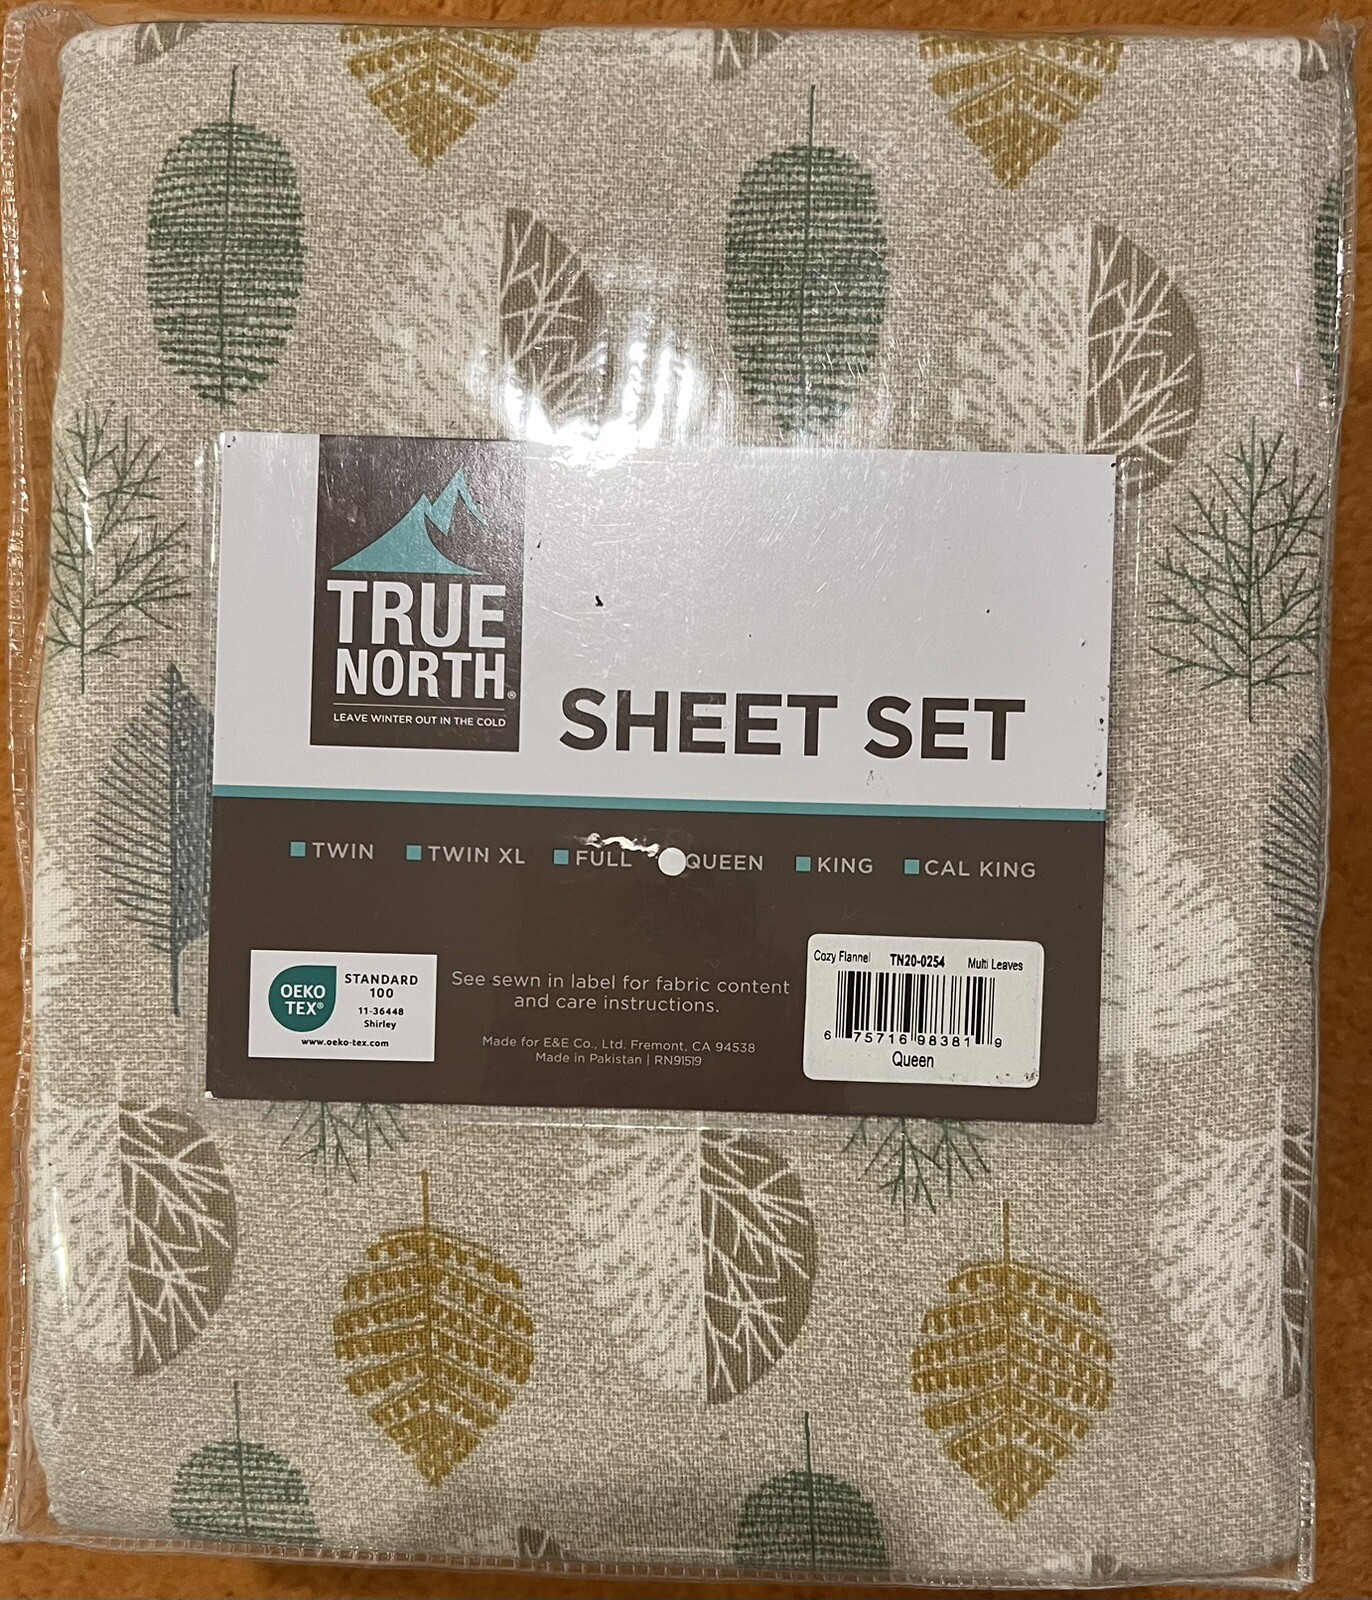 TRUE
NORTH®
LEAVE WINTER OUT IN THE COLD
SHEET SET
TWIN TWIN XL FULL QUEEN KING CAL KING
OEKO
TEX®
STANDARD
100
11-36448
Shirley
www.oeko-tex.com
See sewn in label for fabric content
and care instructions.
Made for E&E Co., Ltd. Fremont, CA 94538
Made in Pakistan | RN91519
Cozy Flannel TN20-0254 Multi Leaves
6 75716 98381 9
Queen